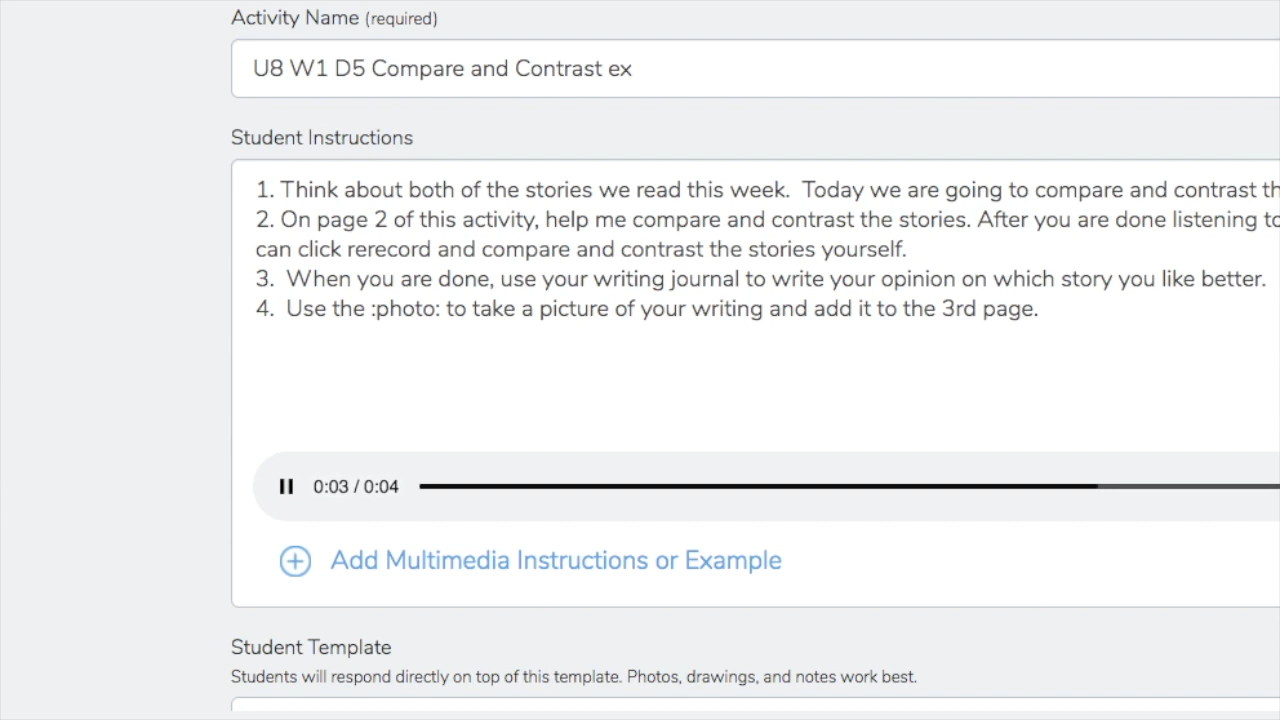 Activity Name (required)
U8 W1 D5 Compare and Contrast ex
Student Instructions
1. Think about both of the stories we read this week.  Today we are going to compare and contrast th
2. On page 2 of this activity, help me compare and contrast the stories. After you are done listening to
can click rerecord and compare and contrast the stories yourself.
3.  When you are done, use your writing journal to write your opinion on which story you like better.
4.  Use the :photo: to take a picture of your writing and add it to the 3rd page.
0:03 / 0:04
Add Multimedia Instructions or Example
Student Template
Students will respond directly on top of this template. Photos, drawings, and notes work best.